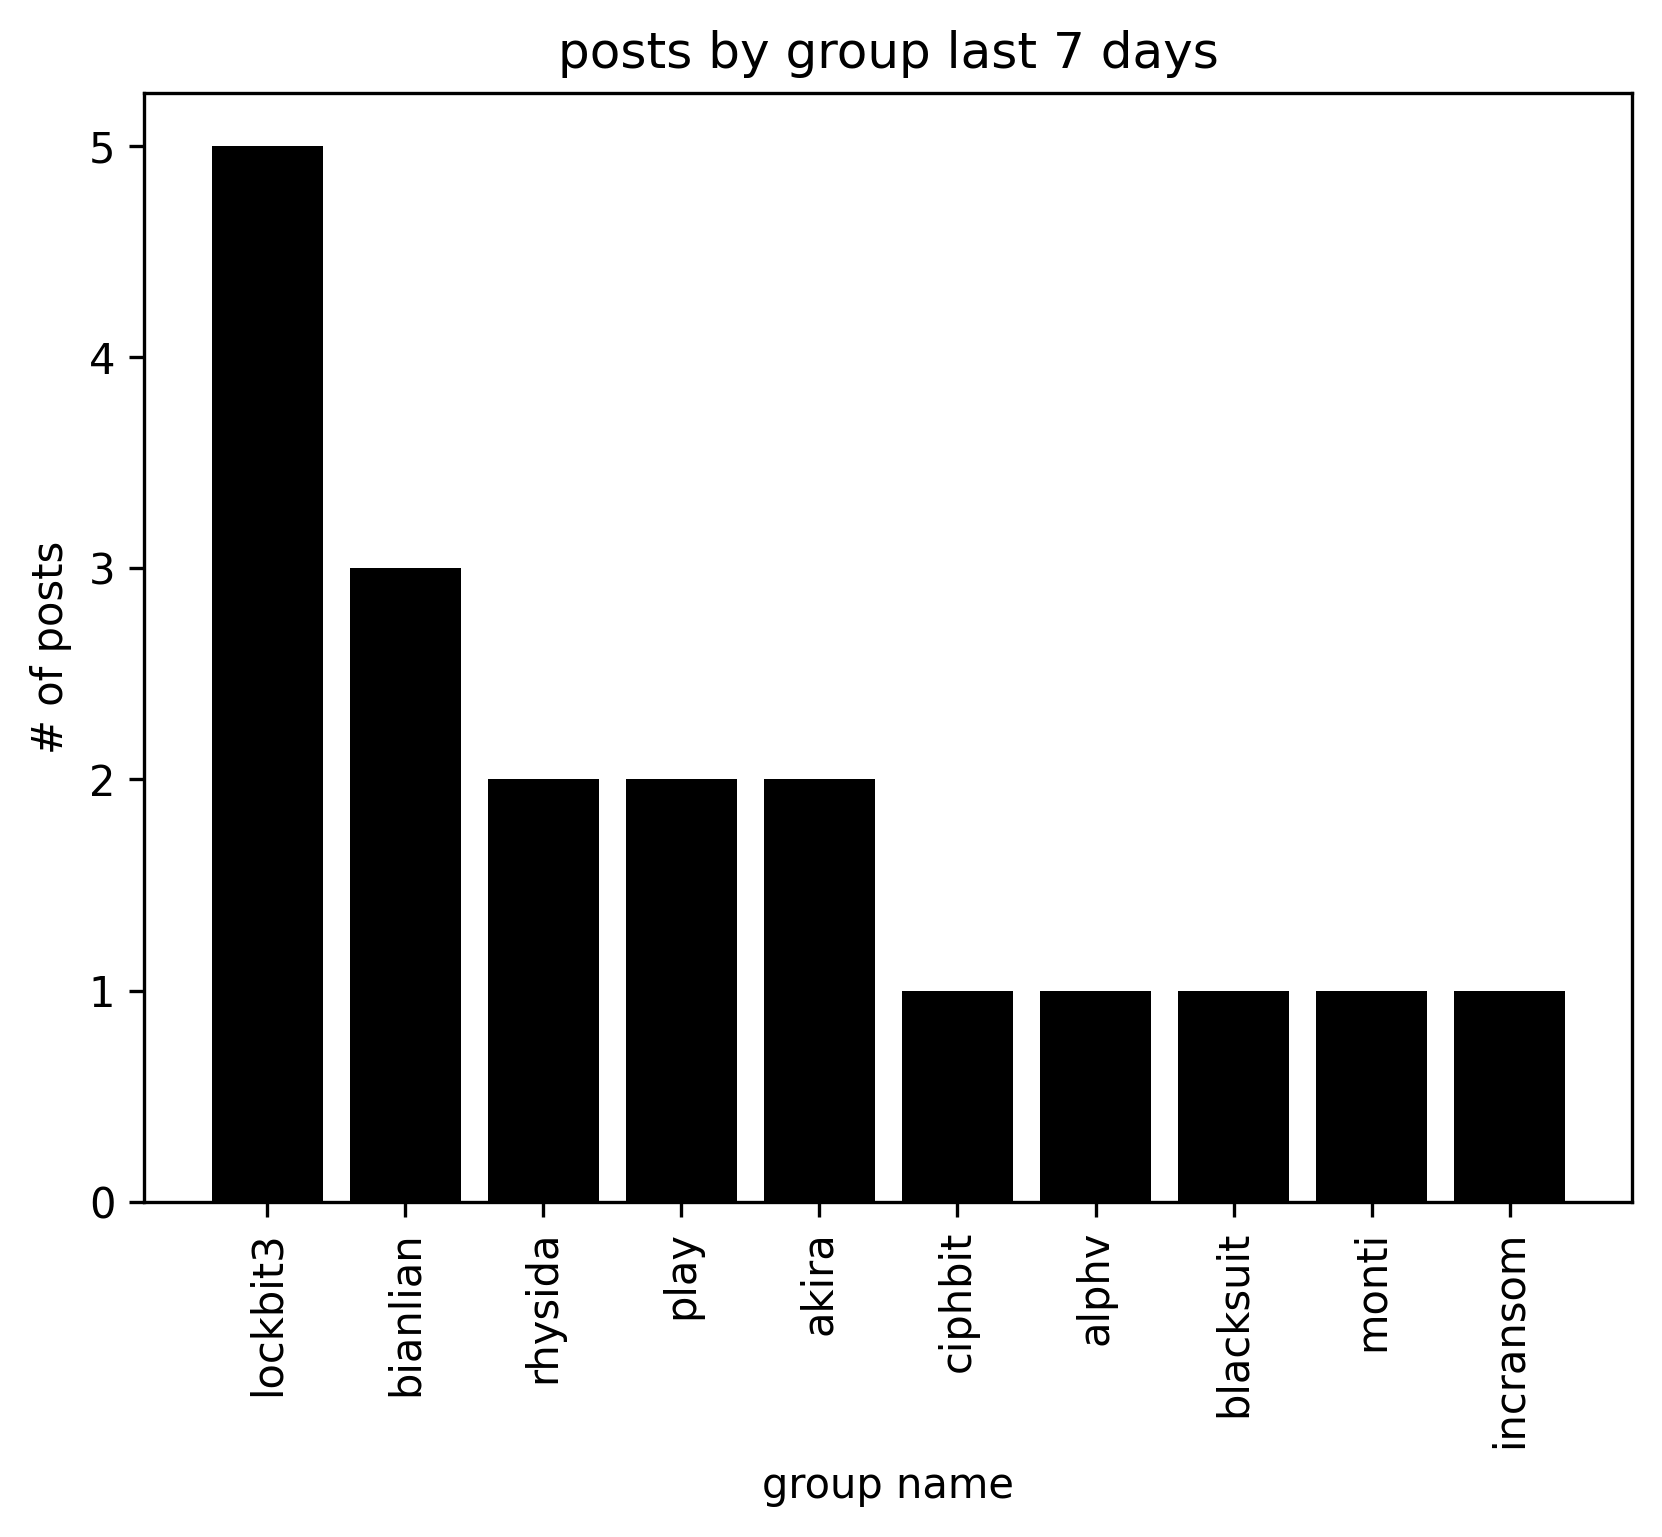 posts by group last 7 days
# of posts
5
4
3
2
1
0
lockbit3
bianlian
rhysida
play
akira
ciphbit
alphv
blacksuit
monti
incransom
group name